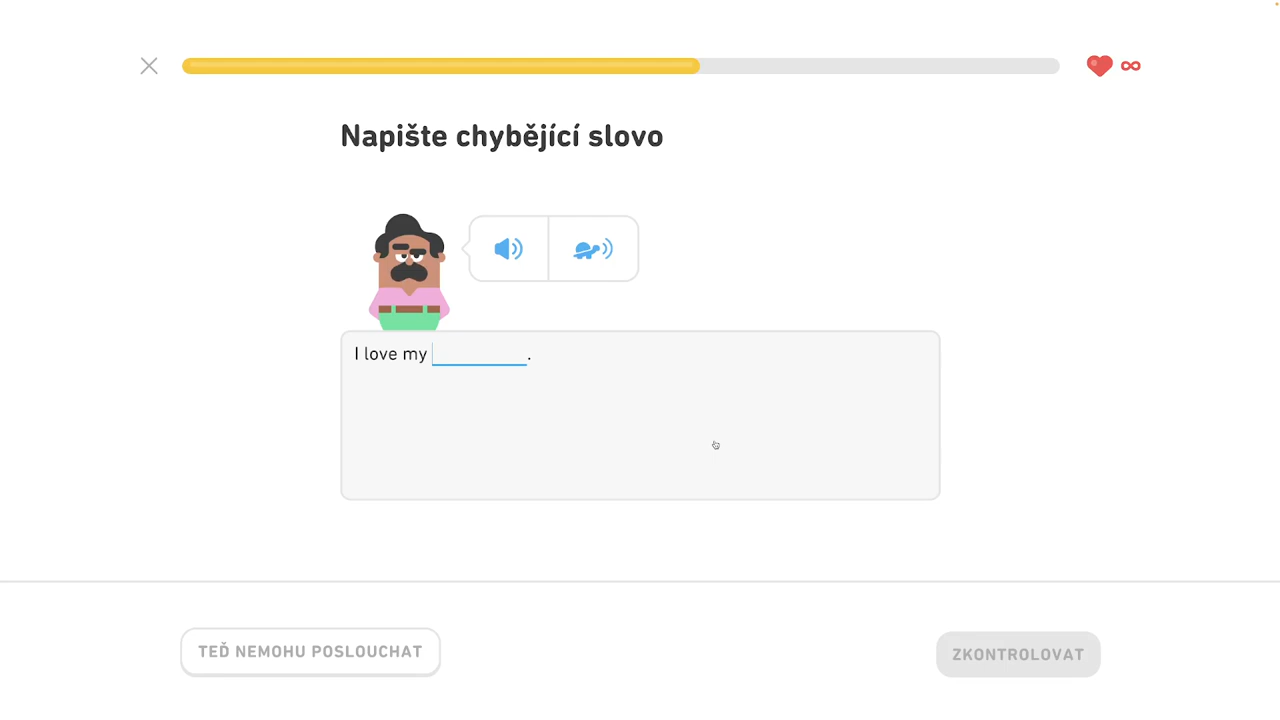 Napište chybějící slovo
I love my .
TEĎ NEMOHU POSLOUCHAT
ZKONTROLOVAT